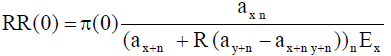 RR(0) = π(0) a_{x n} / (a_{x+n} + R(a_{y+n} − a_{x+n y+n}))_n E_x